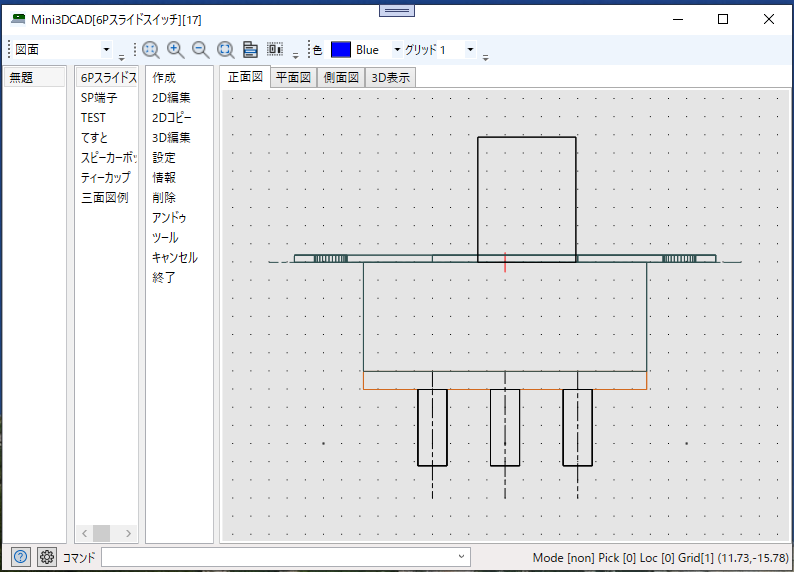 Mini3DCAD[6Pスライドスイッチ][17]
図面
色 Blue グリッド 1
無題
6Pスライドス
SP端子
TEST
てすと
スピーカーボッ
ティーカップ
三面図例
作成
2D編集
2Dコピー
3D編集
設定
情報
削除
アンドゥ
ツール
キャンセル
終了
正面図 平面図 側面図 3D表示
コマンド
Mode [non] Pick [0] Loc [0] Grid[1] (11.73,-15.78)